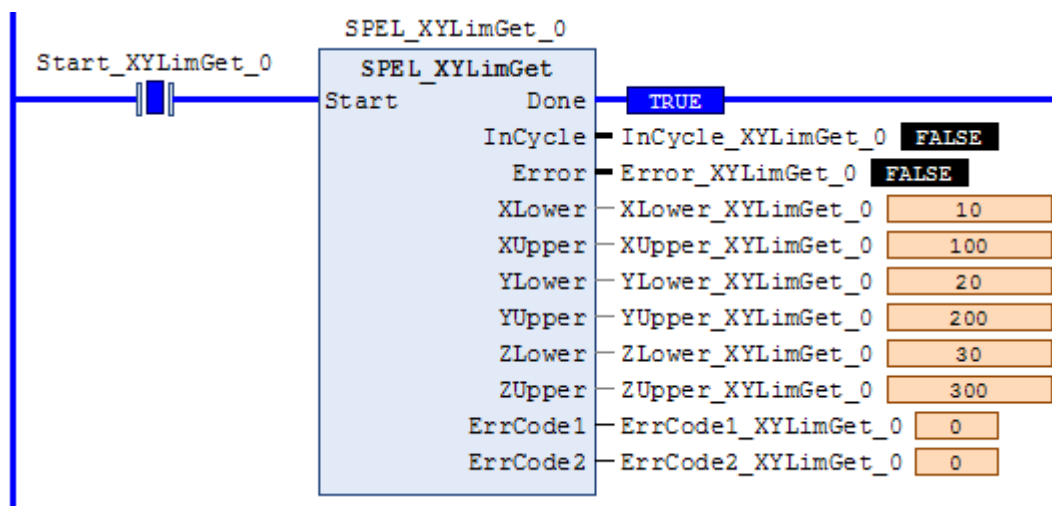 SPEL_XYLimGet_0
Start_XYLimGet_0
SPEL_XYLimGet
Start Done TRUE
InCycle InCycle_XYLimGet_0 FALSE
Error Error_XYLimGet_0 FALSE
XLower XLower_XYLimGet_0 10
XUpper XUpper_XYLimGet_0 100
YLower YLower_XYLimGet_0 20
YUpper YUpper_XYLimGet_0 200
ZLower ZLower_XYLimGet_0 30
ZUpper ZUpper_XYLimGet_0 300
ErrCode1 ErrCode1_XYLimGet_0 0
ErrCode2 ErrCode2_XYLimGet_0 0